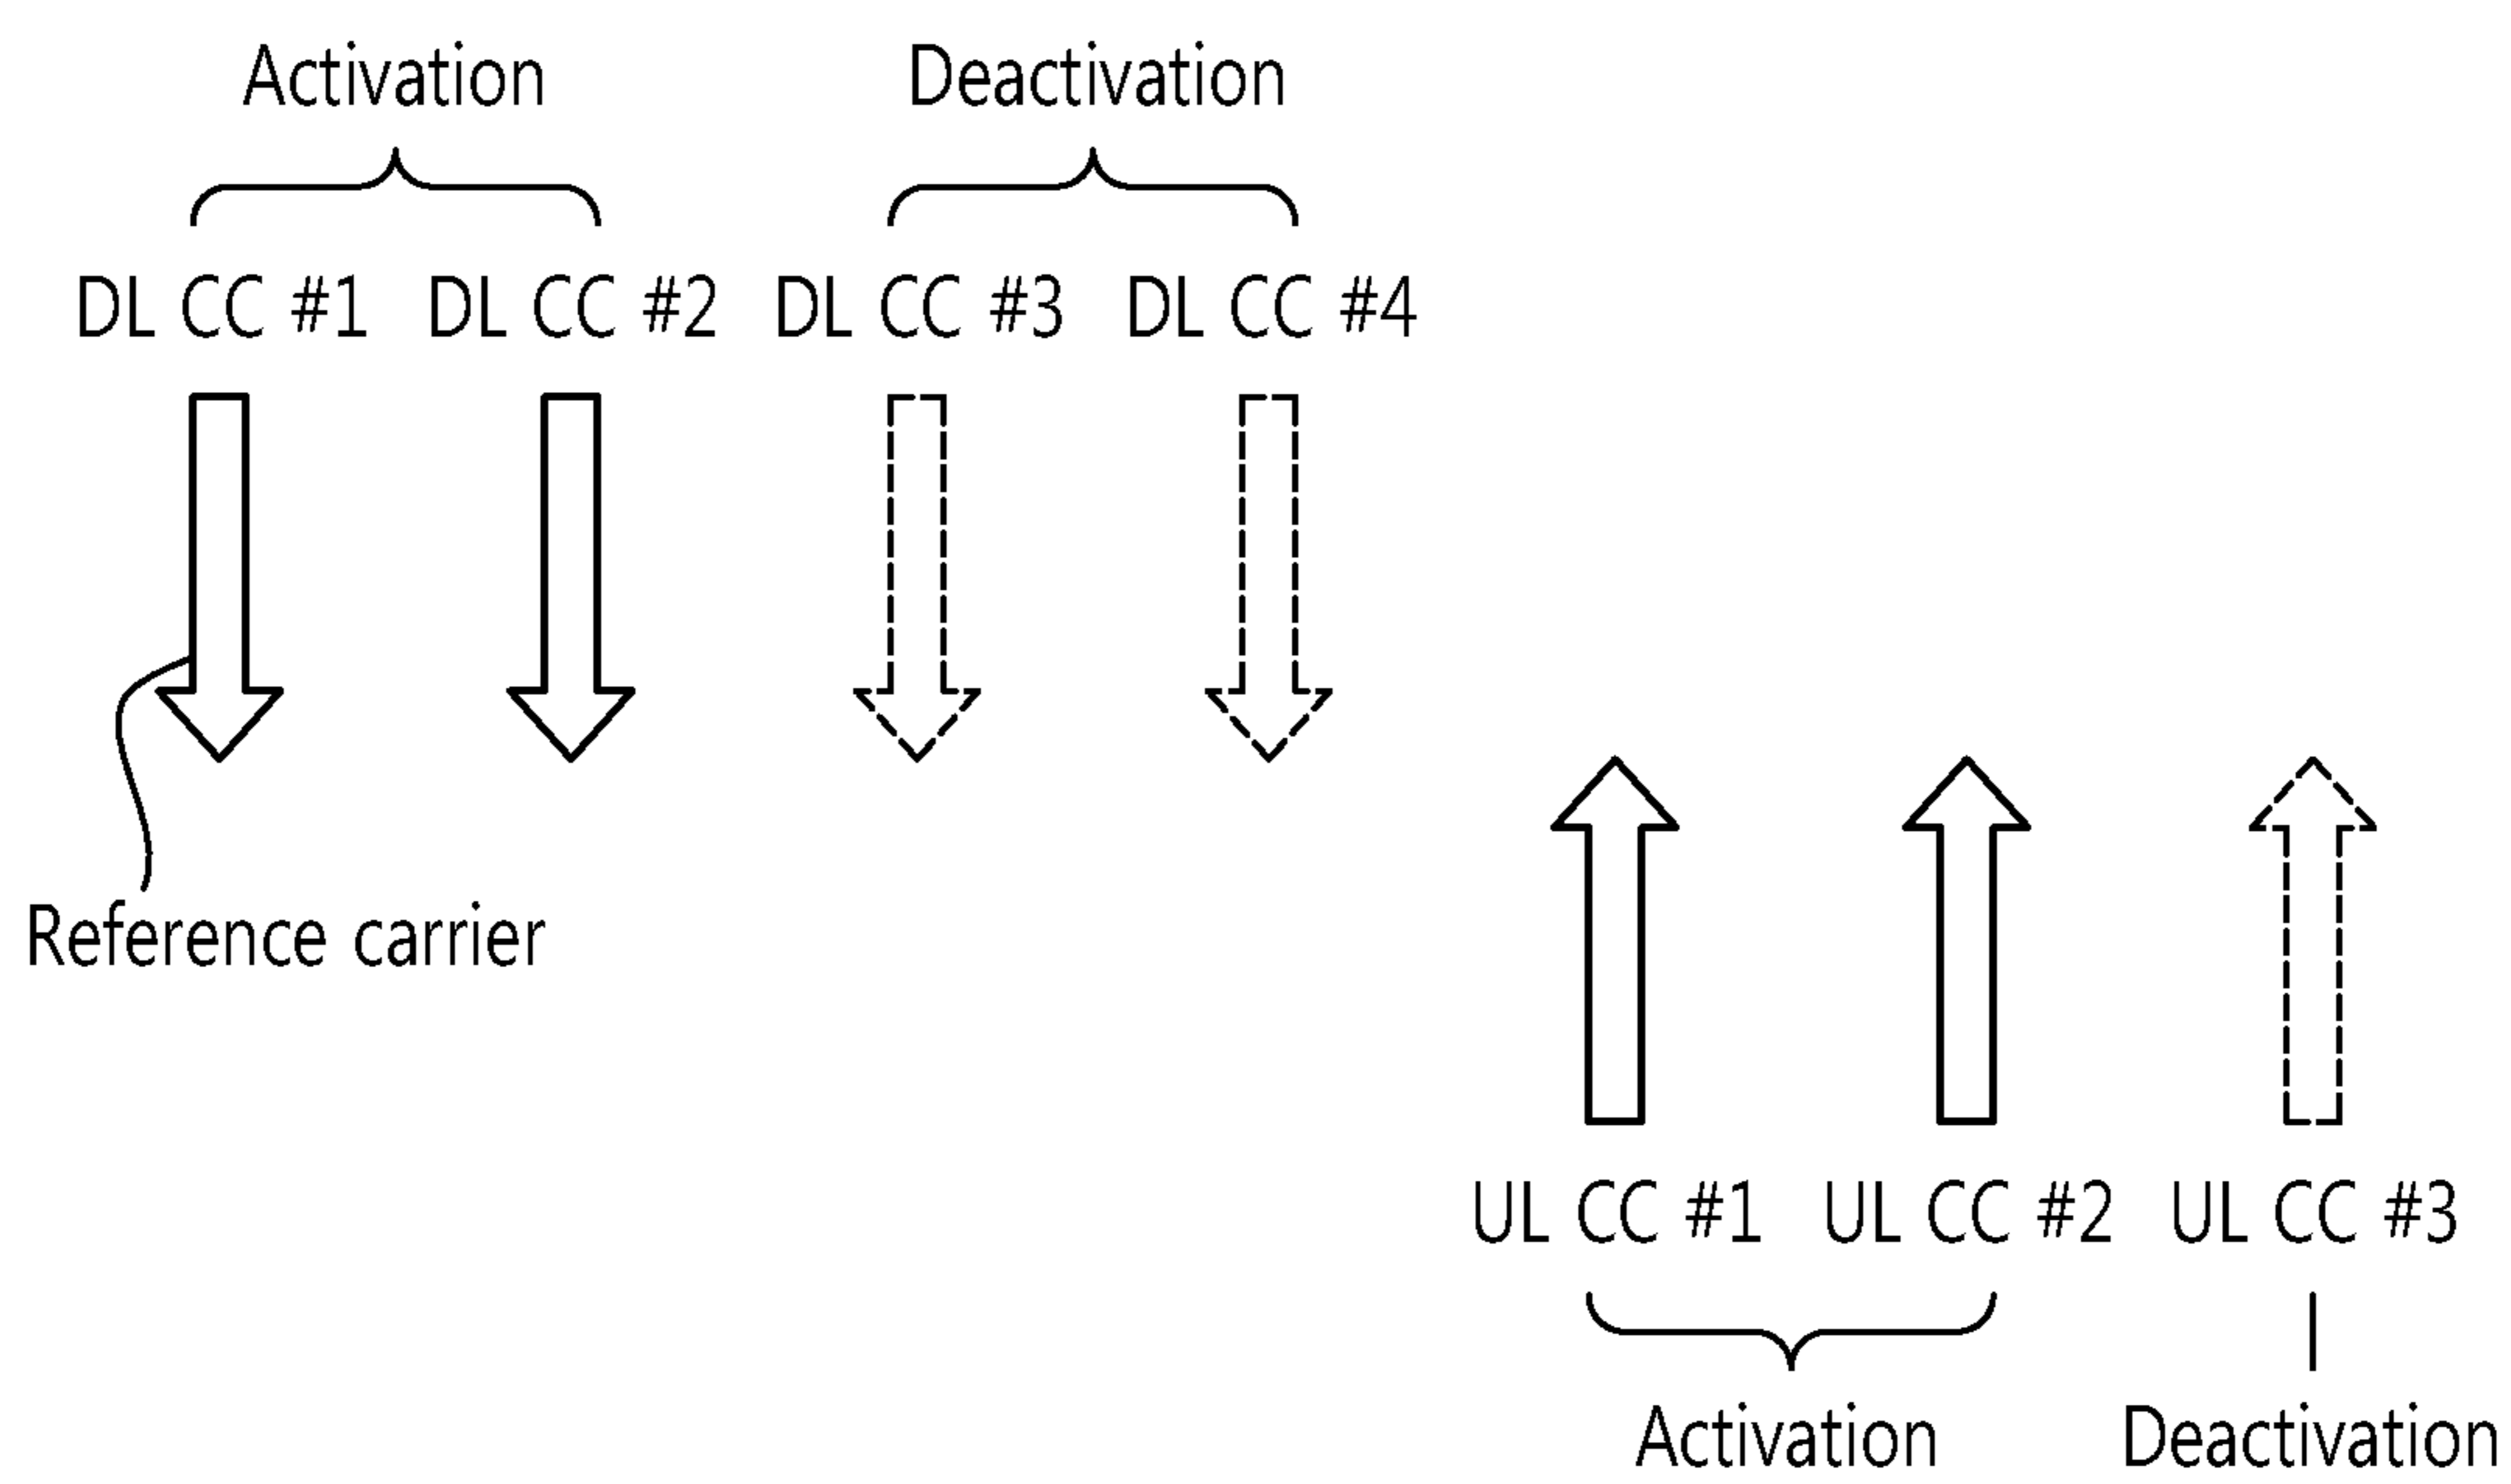 Activation Deactivation
DL CC #1 DL CC #2 DL CC #3 DL CC #4
Reference carrier
UL CC #1 UL CC #2 UL CC #3
Activation Deactivation